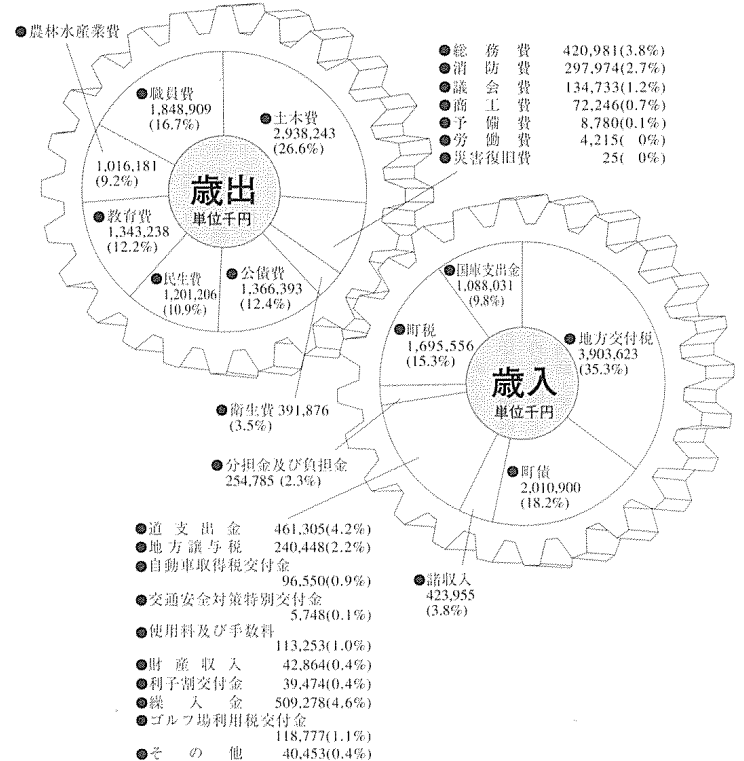 ●農林水産業費
1,016,181
(9.2%)
●職員費
1,848,909
(16.7%)
●土木費
2,938,243
(26.6%)
歳出
単位千円
●教育費
1,343,238
(12.2%)
●民生費
1,201,206
(10.9%)
●公債費
1,366,393
(12.4%)
●衛生費 391,876
(3.5%)
●総務費 420,981(3.8%)
●消防費 297,974(2.7%)
●議会費 134,733(1.2%)
●商工費 72,246(0.7%)
●予備費 8,780(0.1%)
●労働費 4,215( 0%)
●災害復旧費 25( 0%)
●国庫支出金
1,088,031
(9.8%)
●町税
1,695,556
(15.3%)
●地方交付税
3,903,623
(35.3%)
歳入
単位千円
●町債
2,010,900
(18.2%)
●分担金及び負担金
254,785 (2.3%)
●諸収入
423,955
(3.8%)
●道支出金 461,305(4.2%)
●地方譲与税 240,448(2.2%)
●自動車取得税交付金
96,550(0.9%)
●交通安全対策特別交付金
5,748(0.1%)
●使用料及び手数料
113,253(1.0%)
●財産収入 42,864(0.4%)
●利子割交付金 39,474(0.4%)
●繰入金 509,278(4.6%)
●ゴルフ場利用税交付金
118,777(1.1%)
●その他 40,453(0.4%)